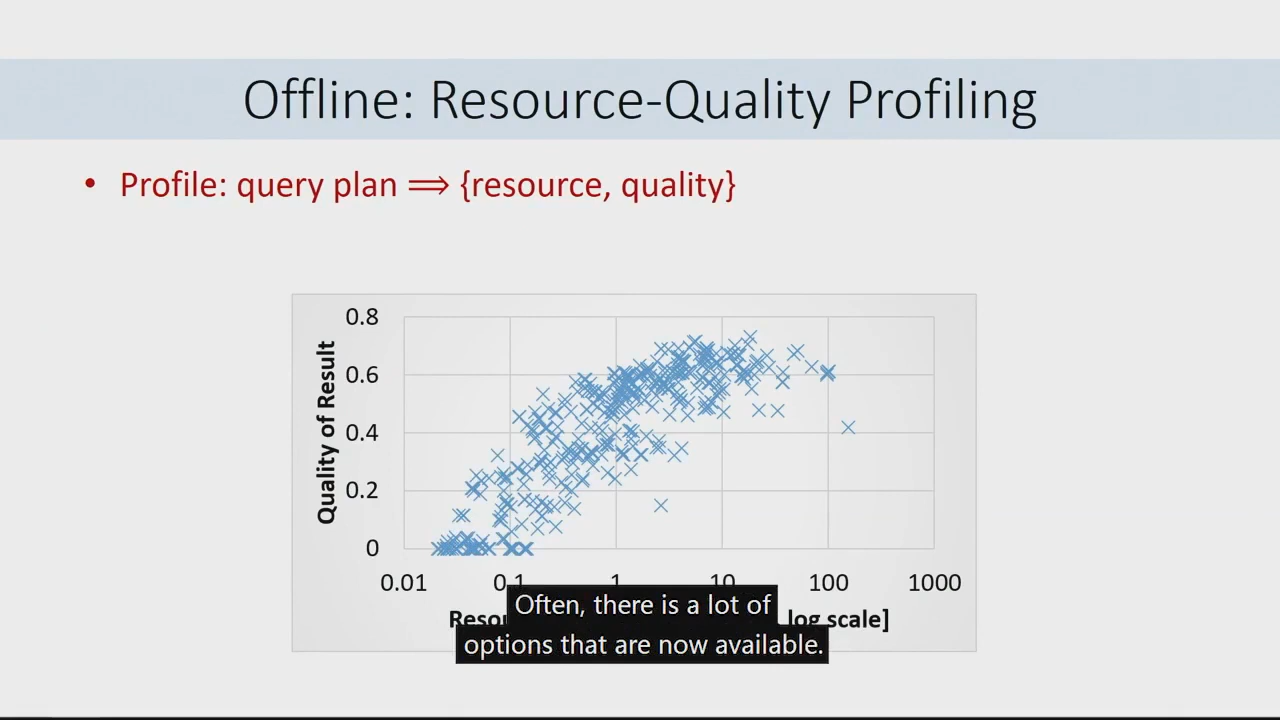 Offline: Resource-Quality Profiling
• Profile: query plan ⟹ {resource, quality}
Quality of Result
0.8
0.6
0.4
0.2
0
0.01 0.1 1 10 100 1000
log scale]
Often, there is a lot of
options that are now available.